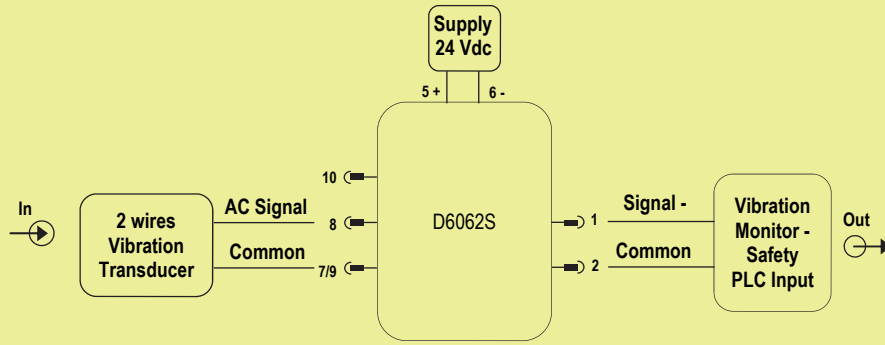 Supply
24 Vdc
5 +
6 -
10
In
2 wires
Vibration
Transducer
AC Signal
8
Common
7/9
D6062S
1
Signal -
2
Common
Vibration
Monitor -
Safety
PLC Input
Out